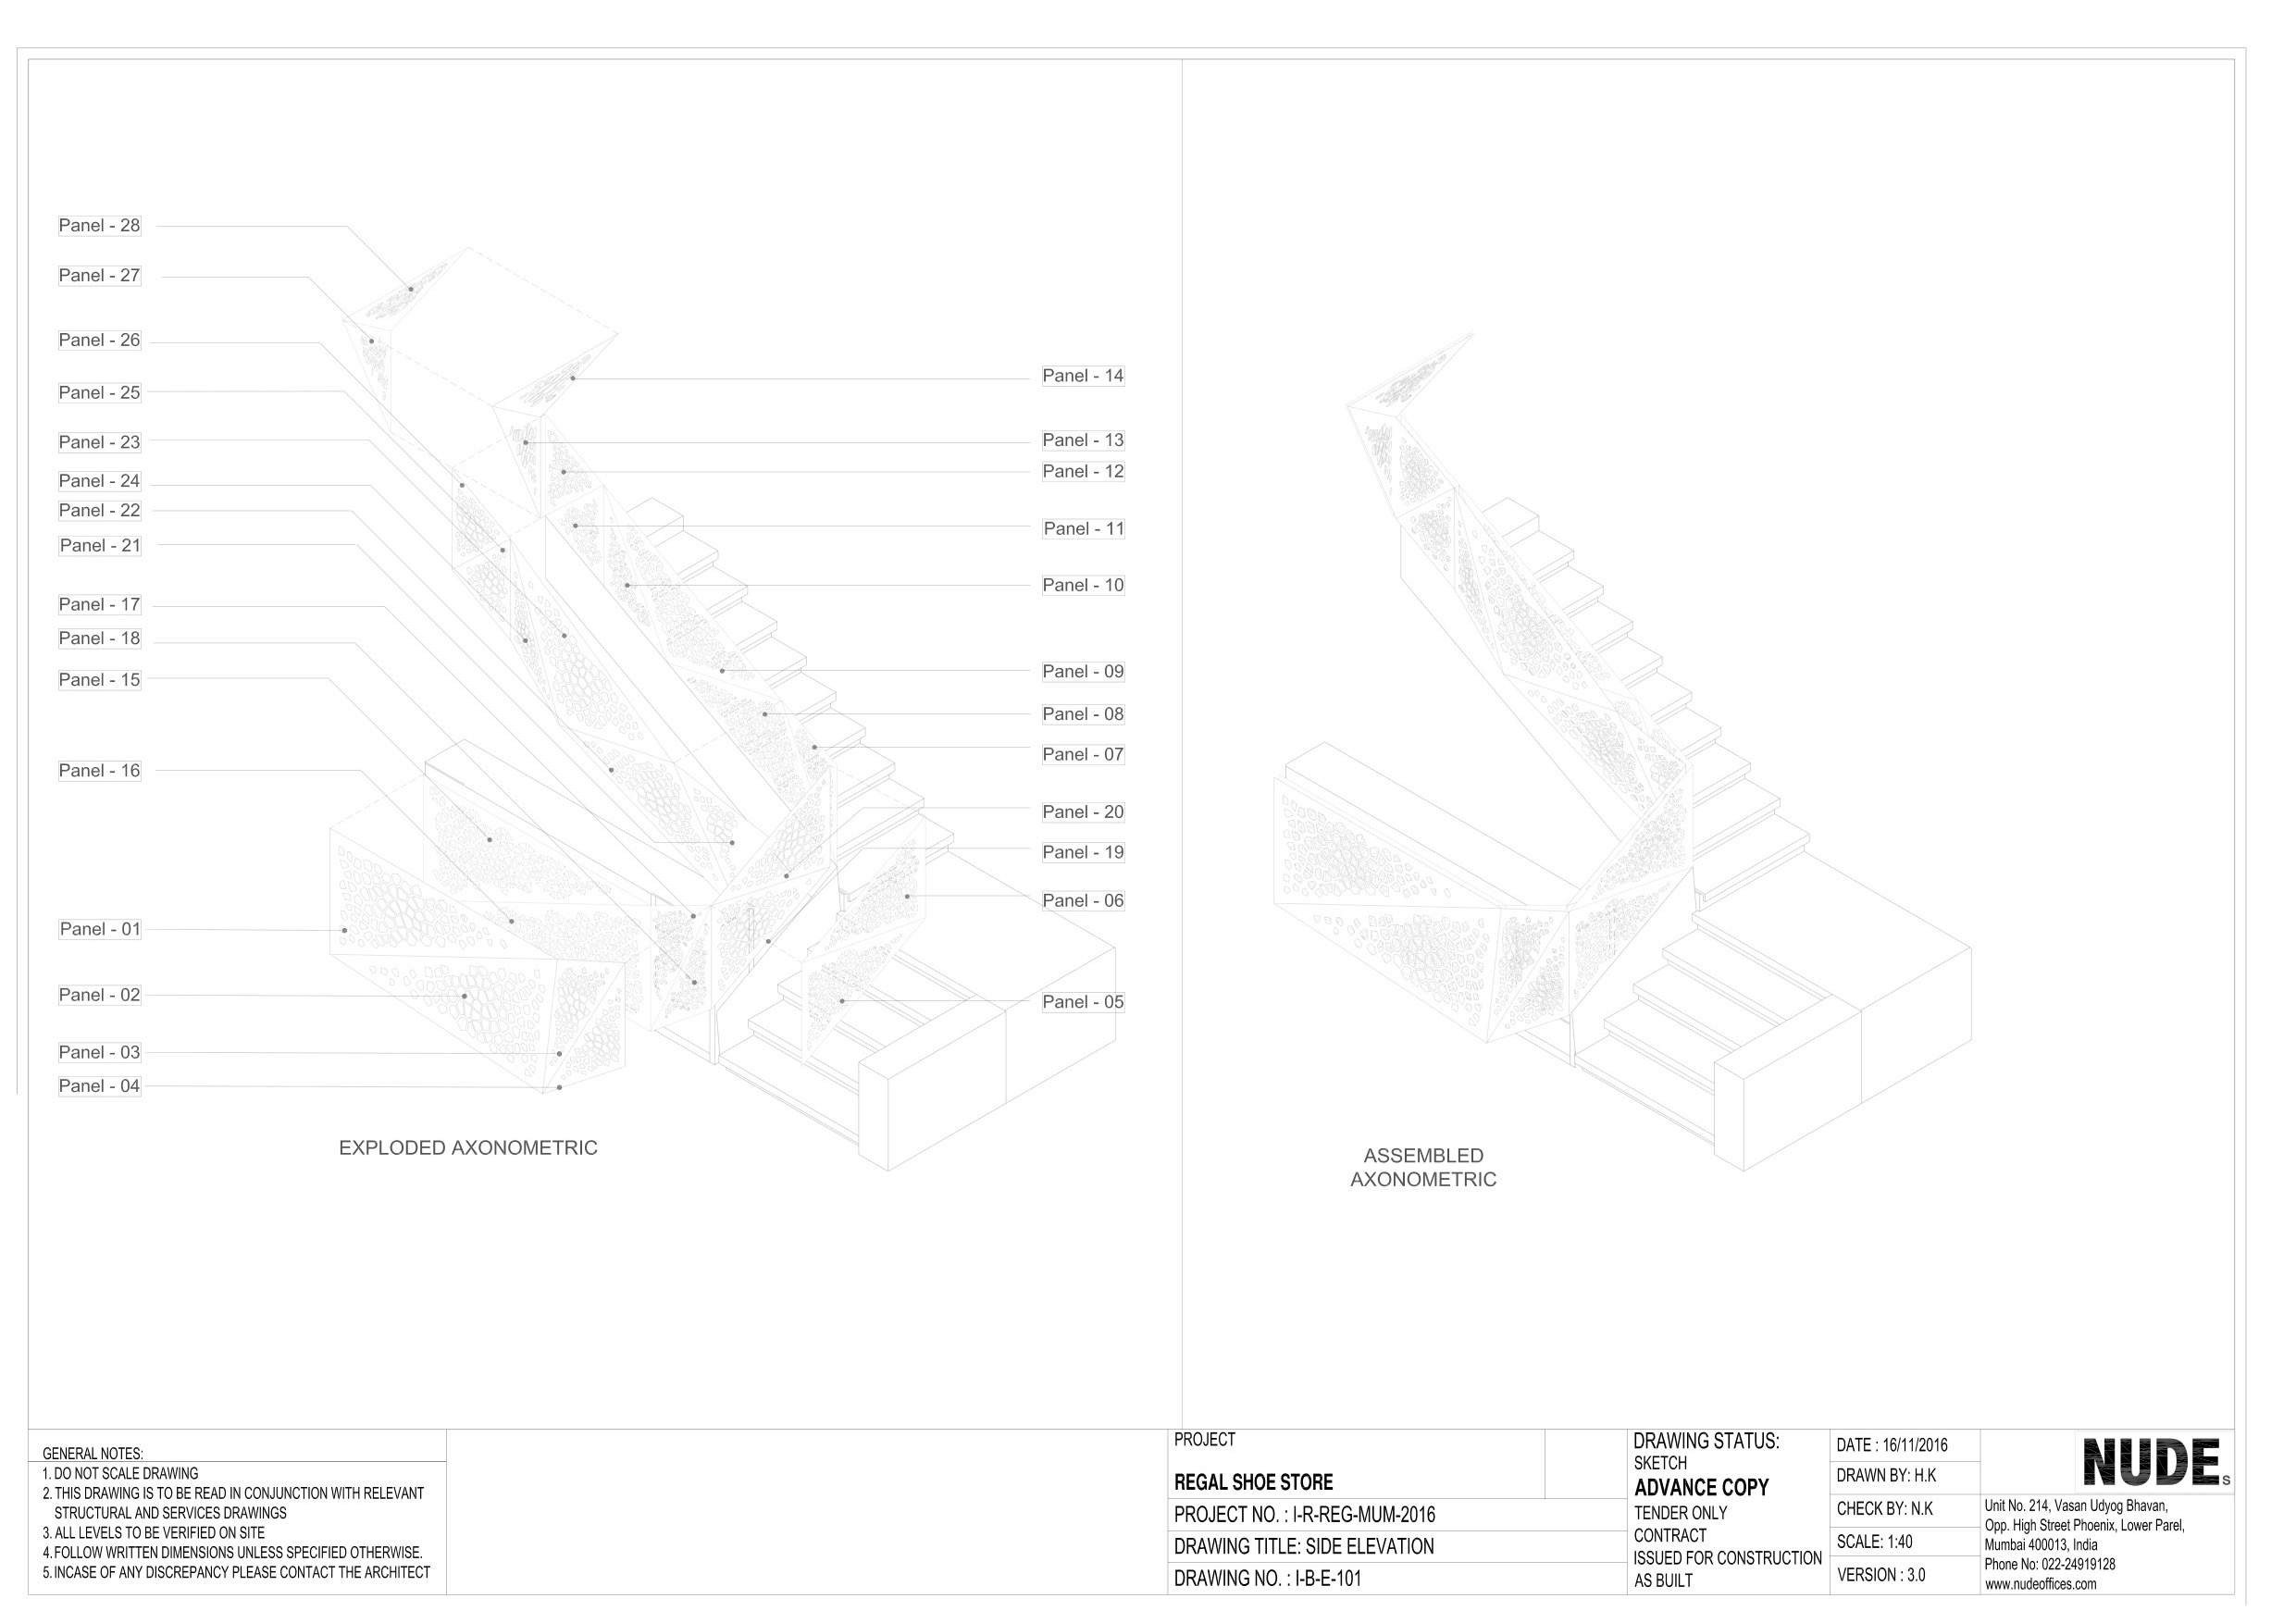 Panel - 28
Panel - 27
Panel - 26
Panel - 25
Panel - 23
Panel - 24
Panel - 22
Panel - 21
Panel - 17
Panel - 18
Panel - 15
Panel - 16
Panel - 01
Panel - 02
Panel - 03
Panel - 04
Panel - 14
Panel - 13
Panel - 12
Panel - 11
Panel - 10
Panel - 09
Panel - 08
Panel - 07
Panel - 20
Panel - 19
Panel - 06
Panel - 05
EXPLODED AXONOMETRIC
ASSEMBLED
AXONOMETRIC
GENERAL NOTES:
1. DO NOT SCALE DRAWING
2. THIS DRAWING IS TO BE READ IN CONJUNCTION WITH RELEVANT
STRUCTURAL AND SERVICES DRAWINGS
3. ALL LEVELS TO BE VERIFIED ON SITE
4. FOLLOW WRITTEN DIMENSIONS UNLESS SPECIFIED OTHERWISE.
5. INCASE OF ANY DISCREPANCY PLEASE CONTACT THE ARCHITECT
PROJECT
REGAL SHOE STORE
PROJECT NO. : I-R-REG-MUM-2016
DRAWING TITLE: SIDE ELEVATION
DRAWING NO. : I-B-E-101
DRAWING STATUS:
SKETCH
ADVANCE COPY
TENDER ONLY
CONTRACT
ISSUED FOR CONSTRUCTION
AS BUILT
DATE : 16/11/2016
DRAWN BY: H.K
CHECK BY: N.K
SCALE: 1:40
VERSION : 3.0
NUDEs
Unit No. 214, Vasan Udyog Bhavan,
Opp. High Street Phoenix, Lower Parel,
Mumbai 400013, India
Phone No: 022-24919128
www.nudeoffices.com